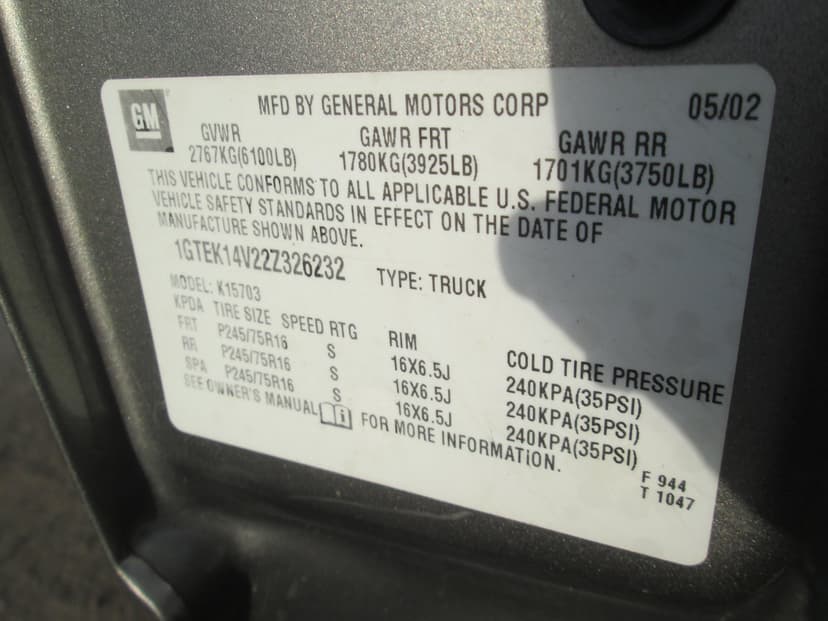 GM
MFD BY GENERAL MOTORS CORP 05/02
GVWR GAWR FRT GAWR RR
2767KG(6100LB) 1780KG(3925LB) 1701KG(3750LB)
THIS VEHICLE CONFORMS TO ALL APPLICABLE U.S. FEDERAL MOTOR
VEHICLE SAFETY STANDARDS IN EFFECT ON THE DATE OF
MANUFACTURE SHOWN ABOVE.
1GTEK14V22Z326232 TYPE: TRUCK
MODEL: K15703
KPDA TIRE SIZE SPEED RTG RIM COLD TIRE PRESSURE
FRT P245/75R16 S 16X6.5J 240KPA(35PSI)
RR P245/75R16 S 16X6.5J 240KPA(35PSI)
SPA P245/75R16 S 16X6.5J 240KPA(35PSI)
SEE OWNER'S MANUAL i FOR MORE INFORMATION.
F 944
T 1047